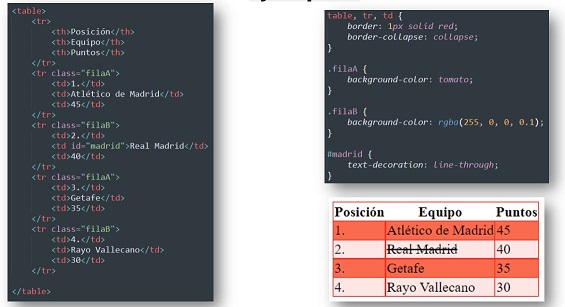 <table>
<tr>
<th>Posición</th>
<th>Equipo</th>
<th>Puntos</th>
</tr>
<tr class="filaA">
<td>1.</td>
<td>Atlético de Madrid</td>
<td>45</td>
</tr>
<tr class="filaB">
<td>2.</td>
<td id="madrid">Real Madrid</td>
<td>40</td>
</tr>
<tr class="filaA">
<td>3.</td>
<td>Getafe</td>
<td>35</td>
</tr>
<tr class="filaB">
<td>4.</td>
<td>Rayo Vallecano</td>
<td>30</td>
</tr>
</table>
table, tr, td {
border: 1px solid red;
border-collapse: collapse;
}
.filaA {
background-color: tomato;
}
.filaB {
background-color: rgba(255, 0, 0, 0.1);
}
#madrid {
text-decoration: line-through;
}
Posición Equipo Puntos
1. Atlético de Madrid 45
2. Real Madrid 40
3. Getafe 35
4. Rayo Vallecano 30